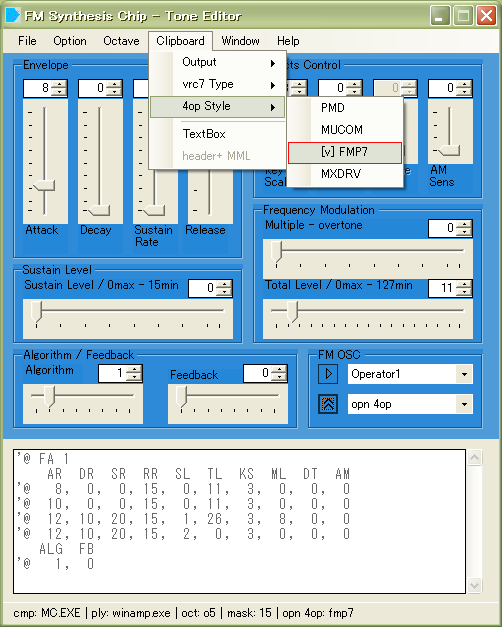 FM Synthesis Chip - Tone Editor
File Option Octave Clipboard Window Help
Envelope
cts Control
Output
vrc7 Type
4op Style
TextBox
header+ MML
PMD
MUCOM
[v] FMP7
MXDRV
8 0 0
Attack Decay Sustain Rate Release
Key Scal
AM Sens
Frequency Modulation
Multiple - overtone 0
Sustain Level
Sustain Level / 0max - 15min 0
Total Level / 0max - 127min 11
Algorithm / Feedback
Algorithm 1 Feedback 0
FM OSC
Operator1
opn 4op
'@ FA 1
AR DR SR RR SL TL KS ML DT AM
'@ 8, 0, 0, 15, 0, 11, 3, 0, 0, 0
'@ 10, 0, 0, 15, 0, 11, 3, 0, 0, 0
'@ 12, 10, 20, 15, 1, 26, 3, 8, 0, 0
'@ 12, 10, 20, 15, 2, 0, 3, 0, 0, 0
ALG FB
'@ 1, 0
cmp: MC.EXE | ply: winamp.exe | oct: o5 | mask: 15 | opn 4op: fmp7